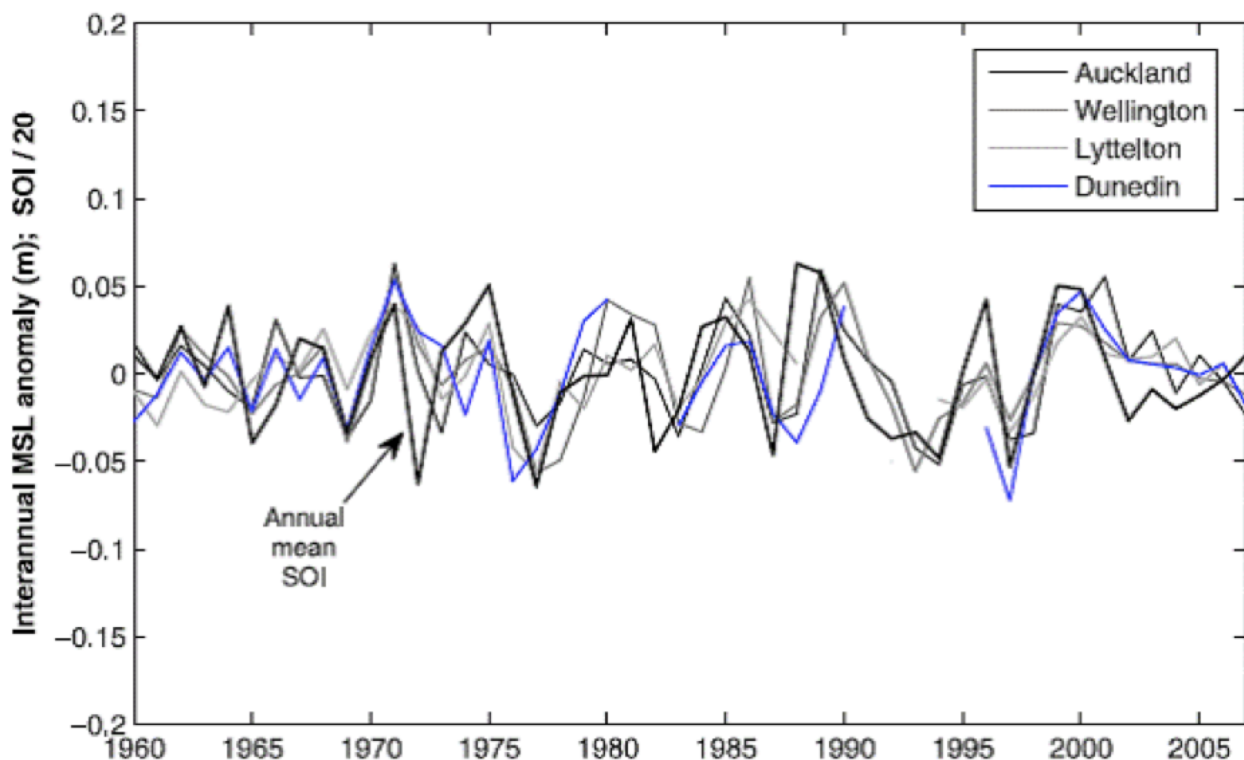 Interannual MSL anomaly (m); SOI / 20
0.2
0.15
0.1
0.05
0
−0.05
−0.1
−0.15
−0.2
Auckland
Wellington
Lyttelton
Dunedin
Annual
mean
SOI
1960 1965 1970 1975 1980 1985 1990 1995 2000 2005